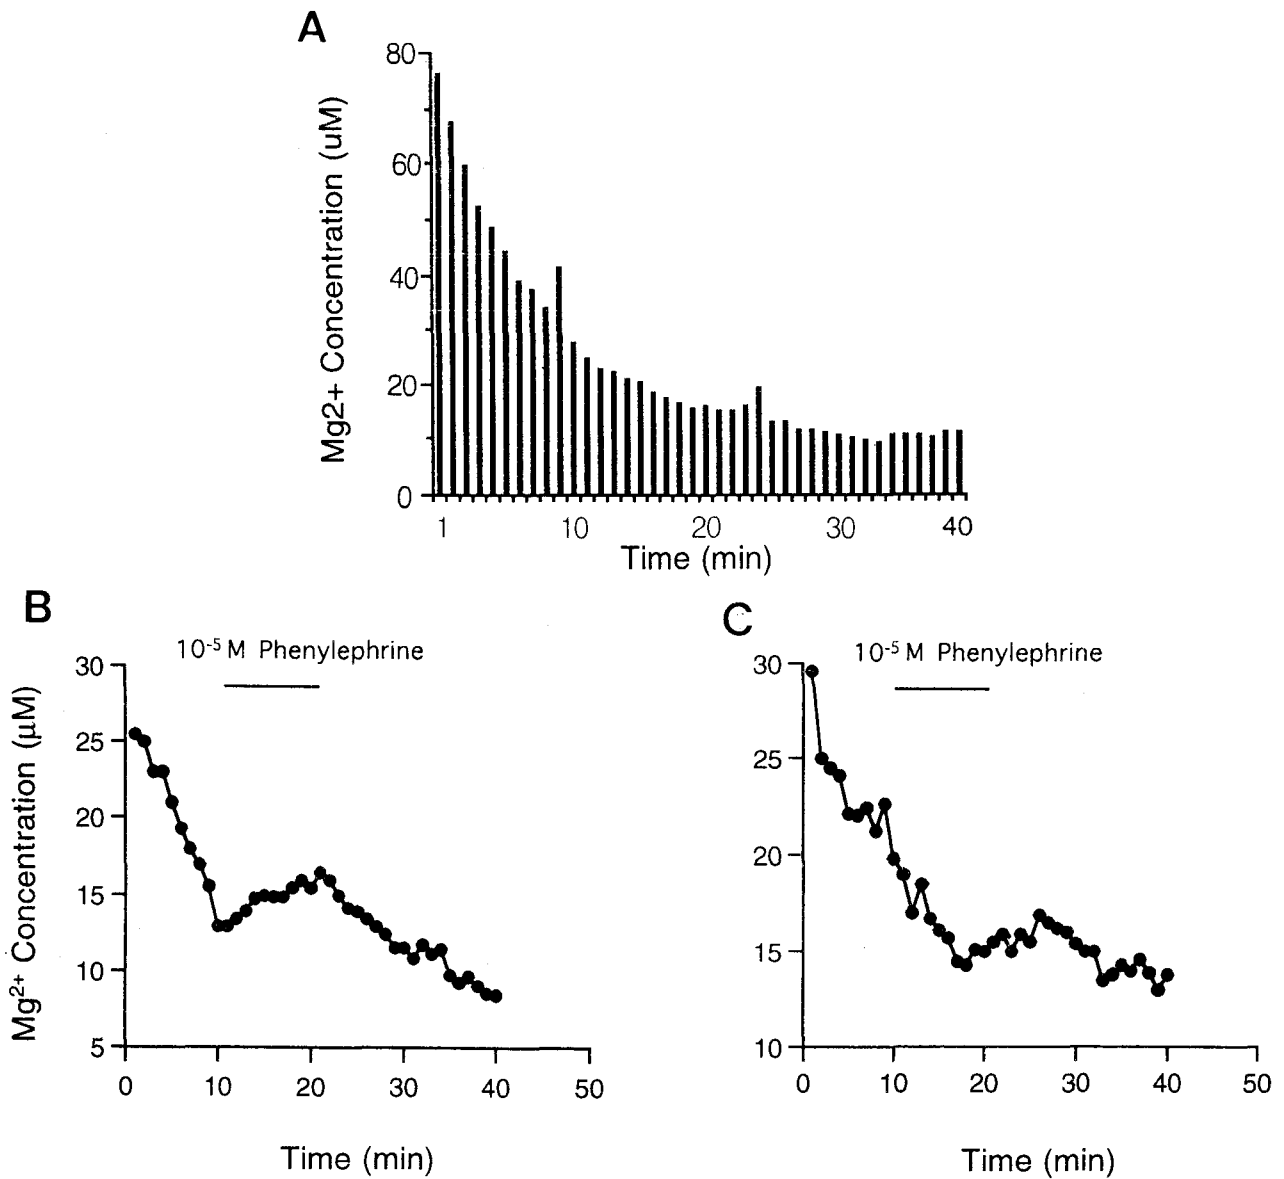 A
Mg2+ Concentration (uM)
80
60
40
20
0
1 10 20 30 40
Time (min)
B
10⁻⁵ M Phenylephrine
Mg²⁺ Concentration (μM)
30
25
20
15
10
5
0 10 20 30 40 50
Time (min)
C
10⁻⁵ M Phenylephrine
30
25
20
15
10
0 10 20 30 40 50
Time (min)